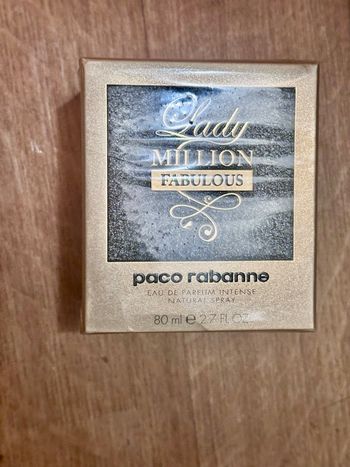 Lady
MILLION
FABULOUS
paco rabanne
EAU DE PARFUM INTENSE
NATURAL SPRAY
80 ml e 2.7 FL OZ.